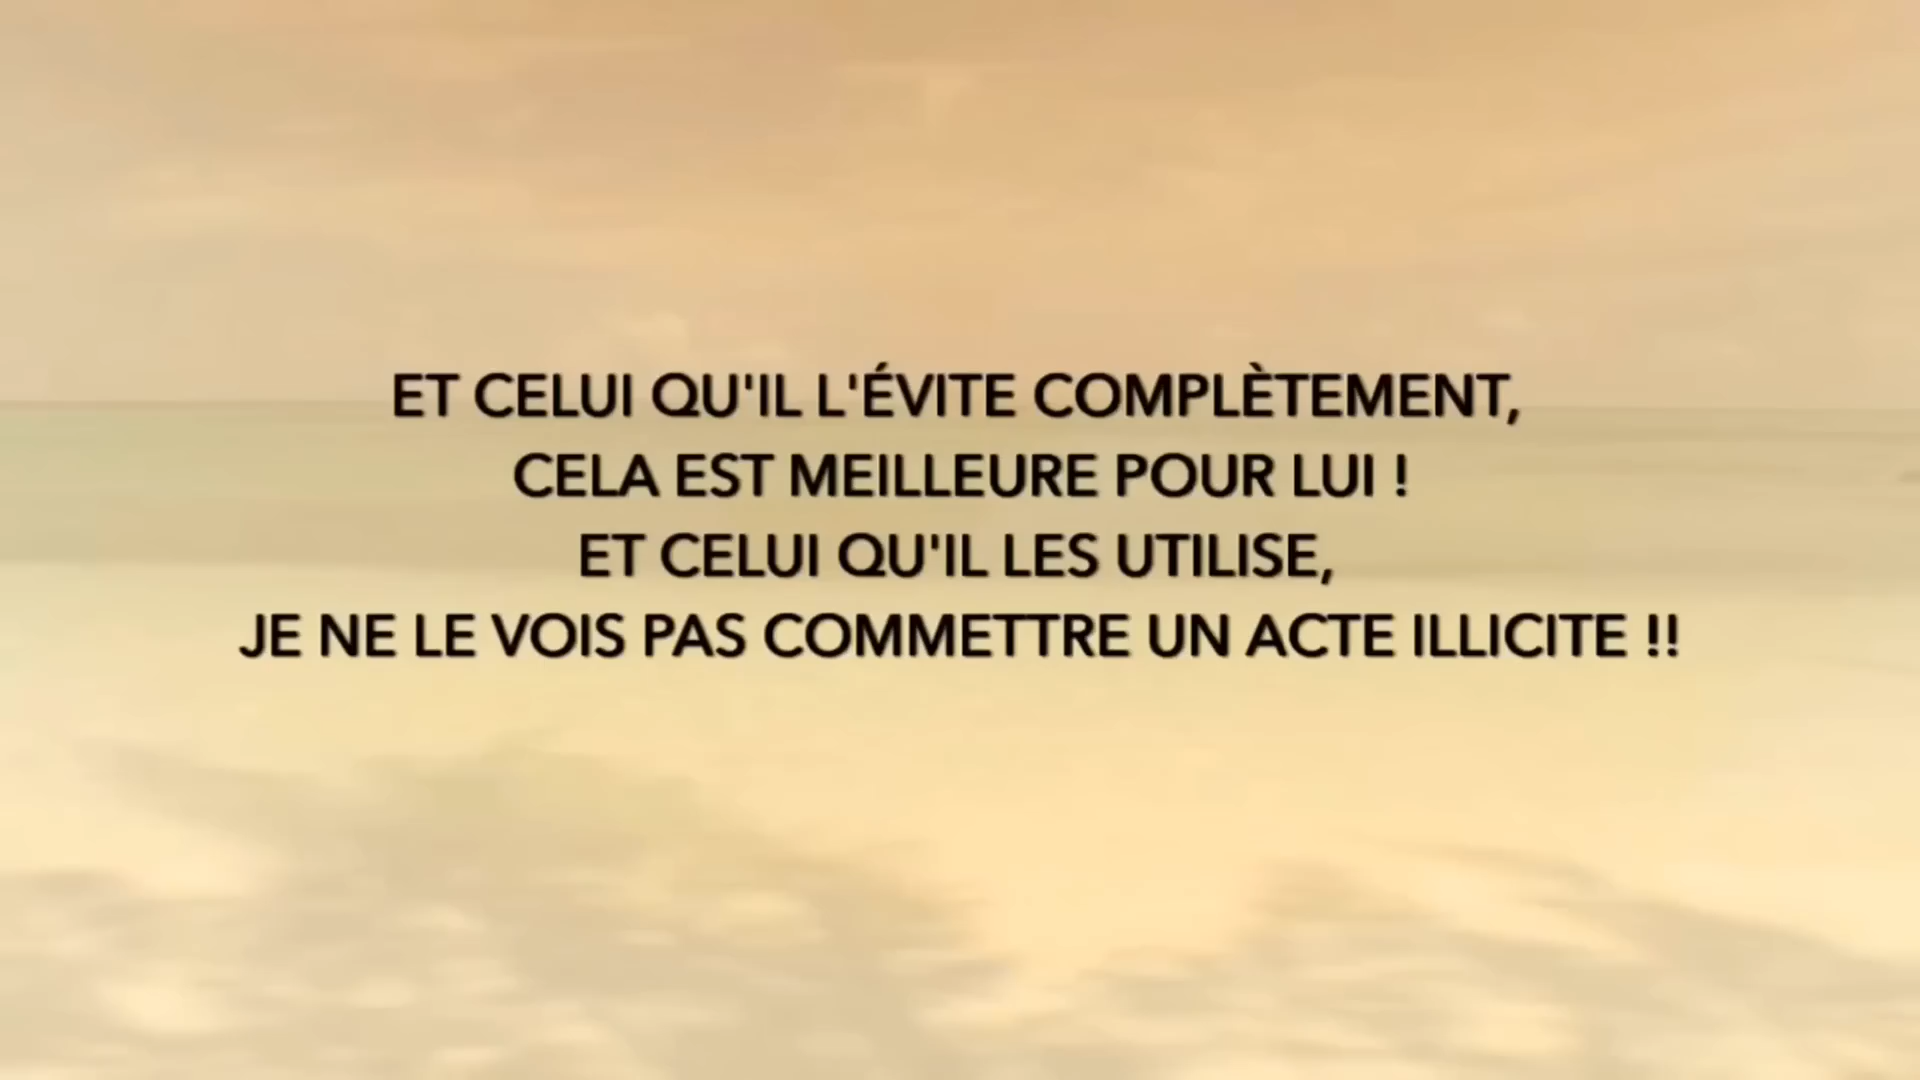 ET CELUI QU'IL L'ÉVITE COMPLÈTEMENT,
CELA EST MEILLEURE POUR LUI !
ET CELUI QU'IL LES UTILISE,
JE NE LE VOIS PAS COMMETTRE UN ACTE ILLICITE !!